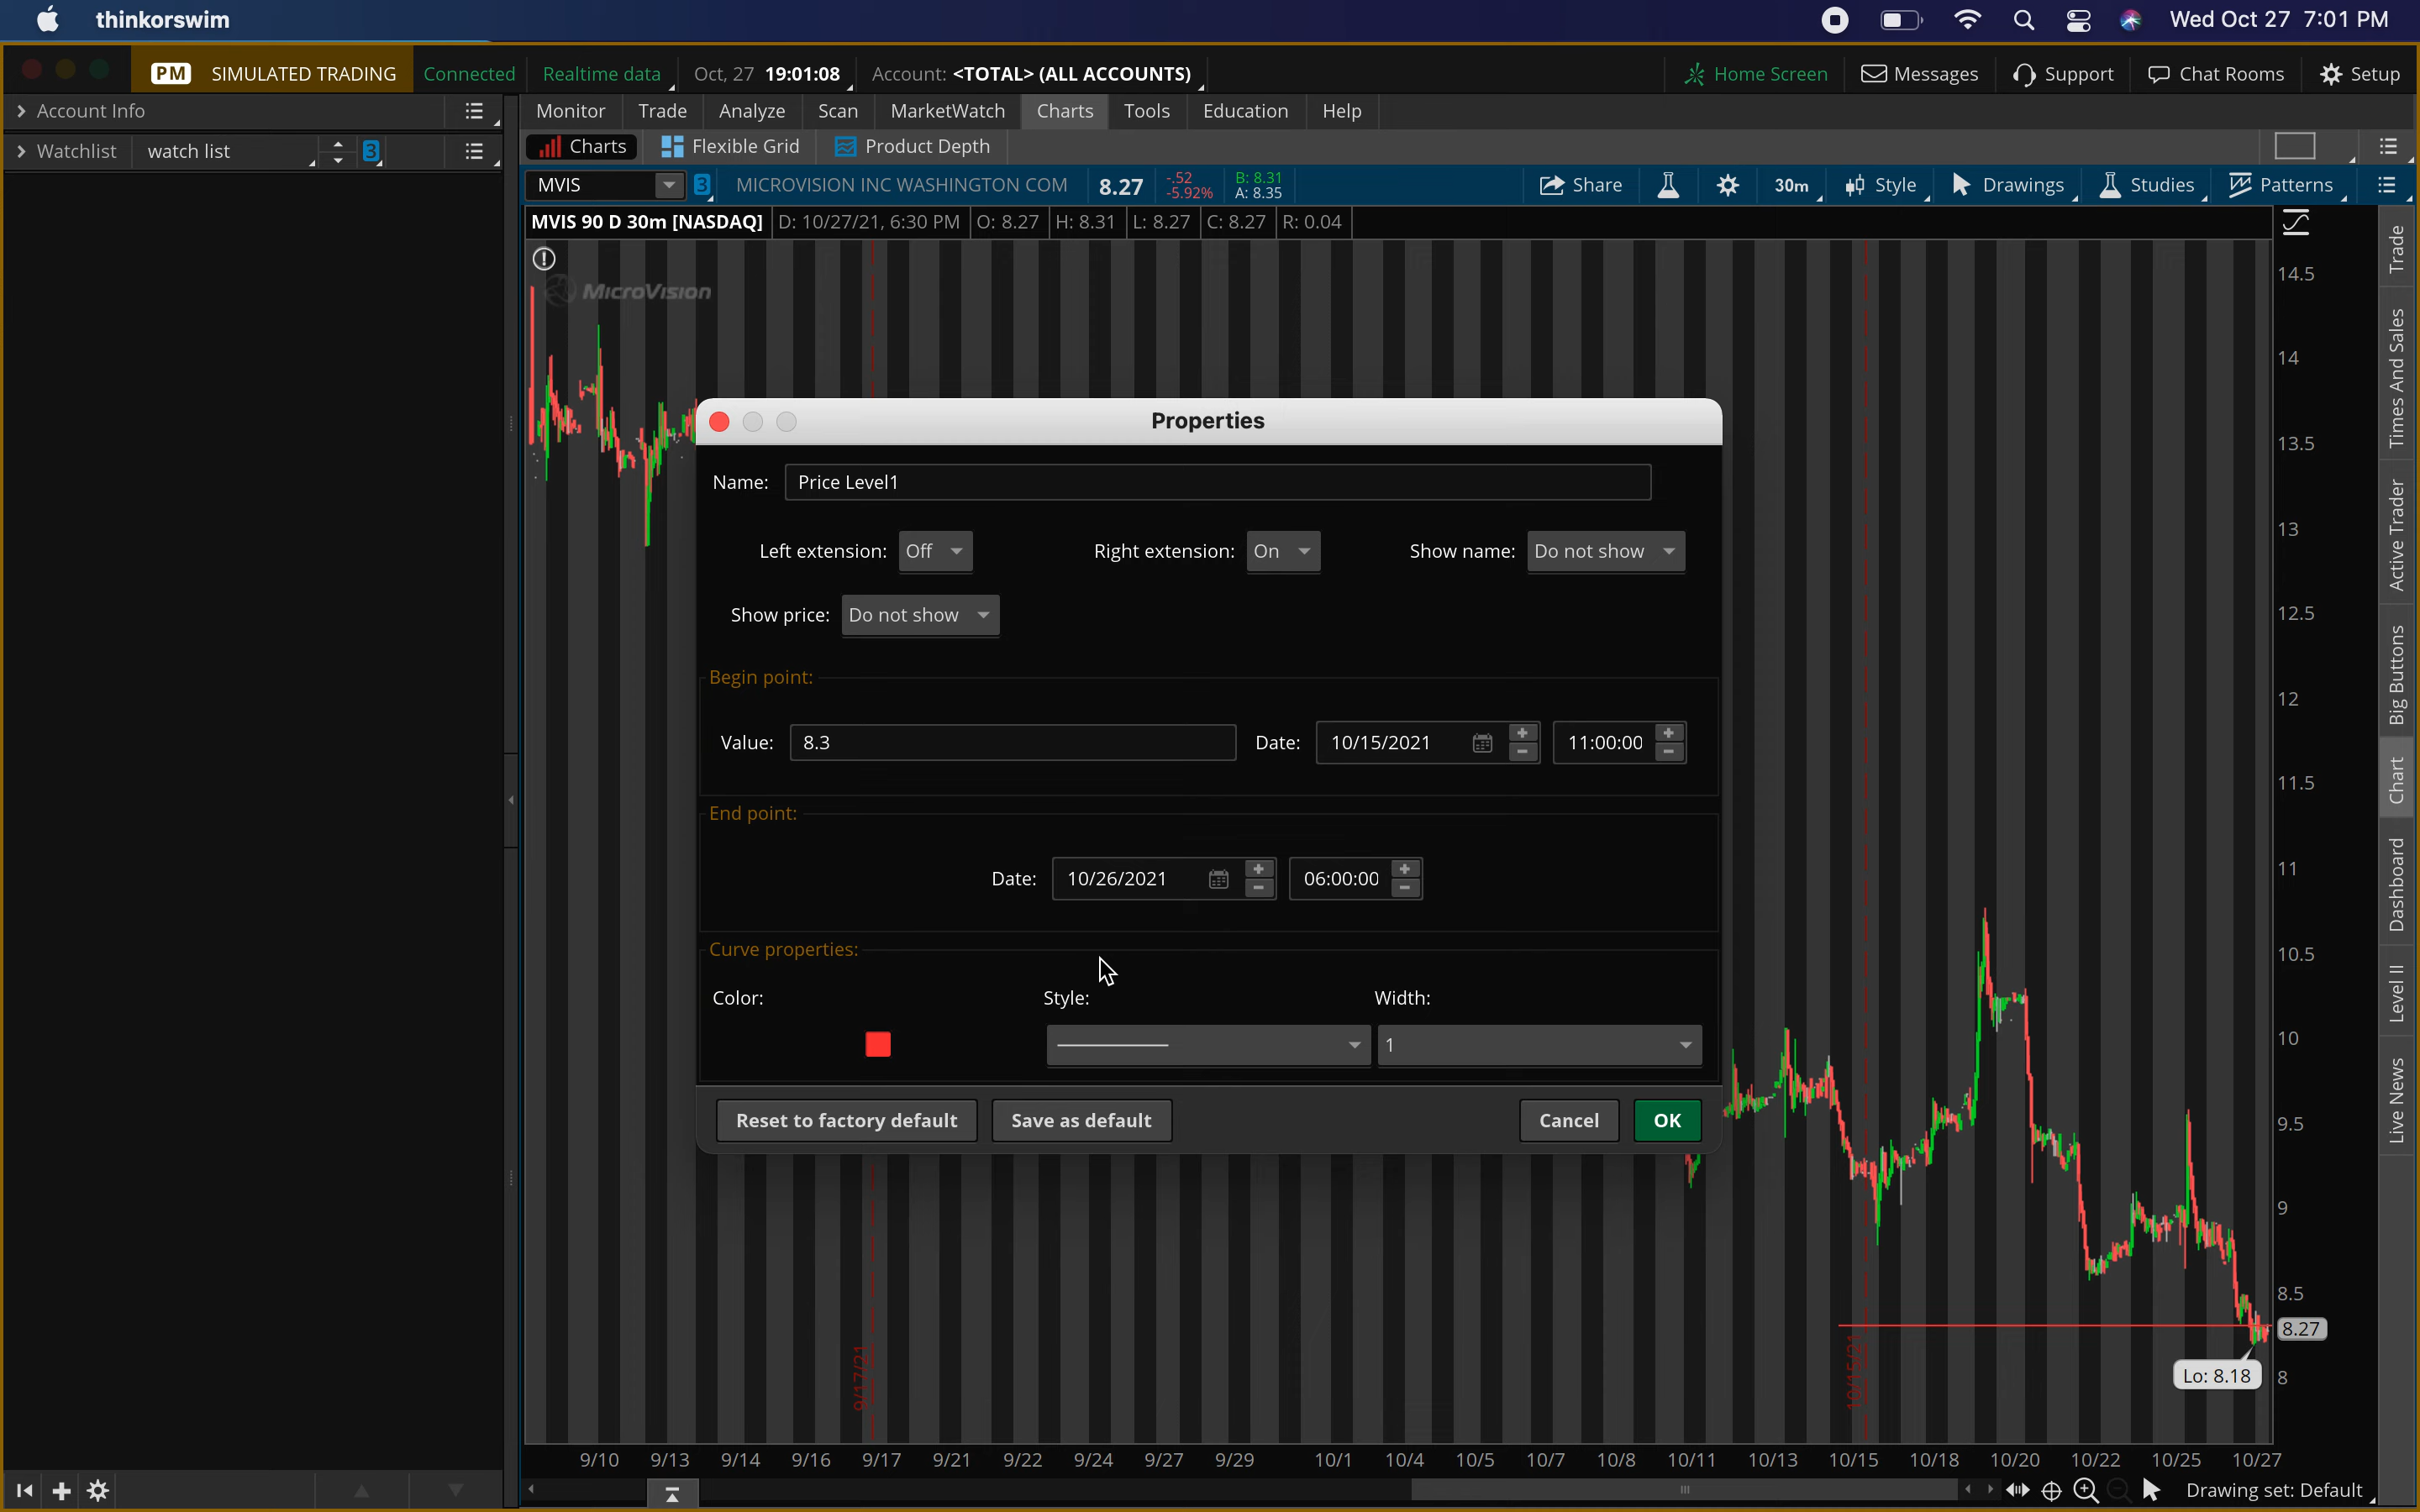 thinkorswim
Wed Oct 27 7:01 PM
PM SIMULATED TRADING Connected Realtime data Oct, 27 19:01:08 Account: <TOTAL> (ALL ACCOUNTS) Home Screen Messages Support Chat Rooms Setup
Account Info
Monitor Trade Analyze Scan MarketWatch Charts Tools Education Help
Watchlist watch list 3
Charts Flexible Grid Product Depth
MVIS 3 MICROVISION INC WASHINGTON COM 8.27 -.52 B: 8.31 Share 30m Style Drawings Studies Patterns
-5.92% A: 8.35
MVIS 90 D 30m [NASDAQ] D: 10/27/21, 6:30 PM O: 8.27 H: 8.31 L: 8.27 C: 8.27 R: 0.04
MicroVision
Properties
Name: Price Level1
Left extension: Off Right extension: On Show name: Do not show
Show price: Do not show
Begin point:
Value: 8.3 Date: 10/15/2021 11:00:00
End point:
Date: 10/26/2021 06:00:00
Curve properties:
Color: Style: Width:
1
Reset to factory default Save as default Cancel OK
14.5
14
13.5
13
12.5
12
11.5
11
10.5
10
9.5
9
8.5
8.27
8
Lo: 8.18
9/17/21
10/15/21
Trade
Times And Sales
Active Trader
Big Buttons
Chart
Dashboard
Level II
Live News
9/10 9/13 9/14 9/16 9/17 9/21 9/22 9/24 9/27 9/29 10/1 10/4 10/5 10/7 10/8 10/11 10/13 10/15 10/18 10/20 10/22 10/25 10/27
Drawing set: Default